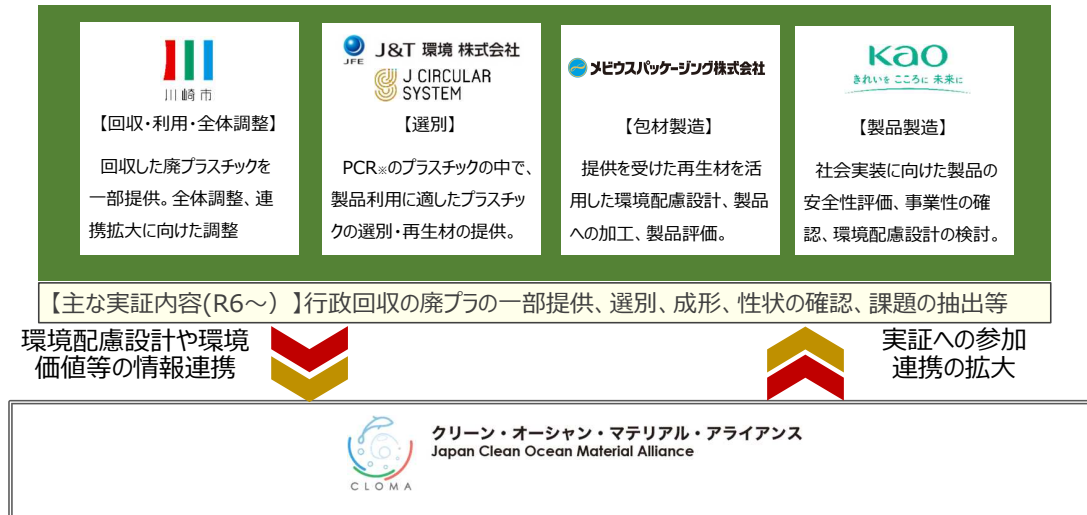 川崎市
【回収・利用・全体調整】
回収した廃プラスチックを
一部提供。全体調整、連
携拡大に向けた調整
JFE
J&T 環境 株式会社
J CIRCULAR
SYSTEM
【選別】
PCR※のプラスチックの中で、
製品利用に適したプラスチッ
クの選別・再生材の提供。
メビウスパッケージング株式会社
【包材製造】
提供を受けた再生材を活
用した環境配慮設計、製品
への加工、製品評価。
Kao
きれいを こころに 未来に
【製品製造】
社会実装に向けた製品の
安全性評価、事業性の確
認、環境配慮設計の検討。
【主な実証内容(R6～）】行政回収の廃プラの一部提供、選別、成形、性状の確認、課題の抽出等
環境配慮設計や環境
価値等の情報連携
実証への参加
連携の拡大
CLOMA
クリーン・オーシャン・マテリアル・アライアンス
Japan Clean Ocean Material Alliance